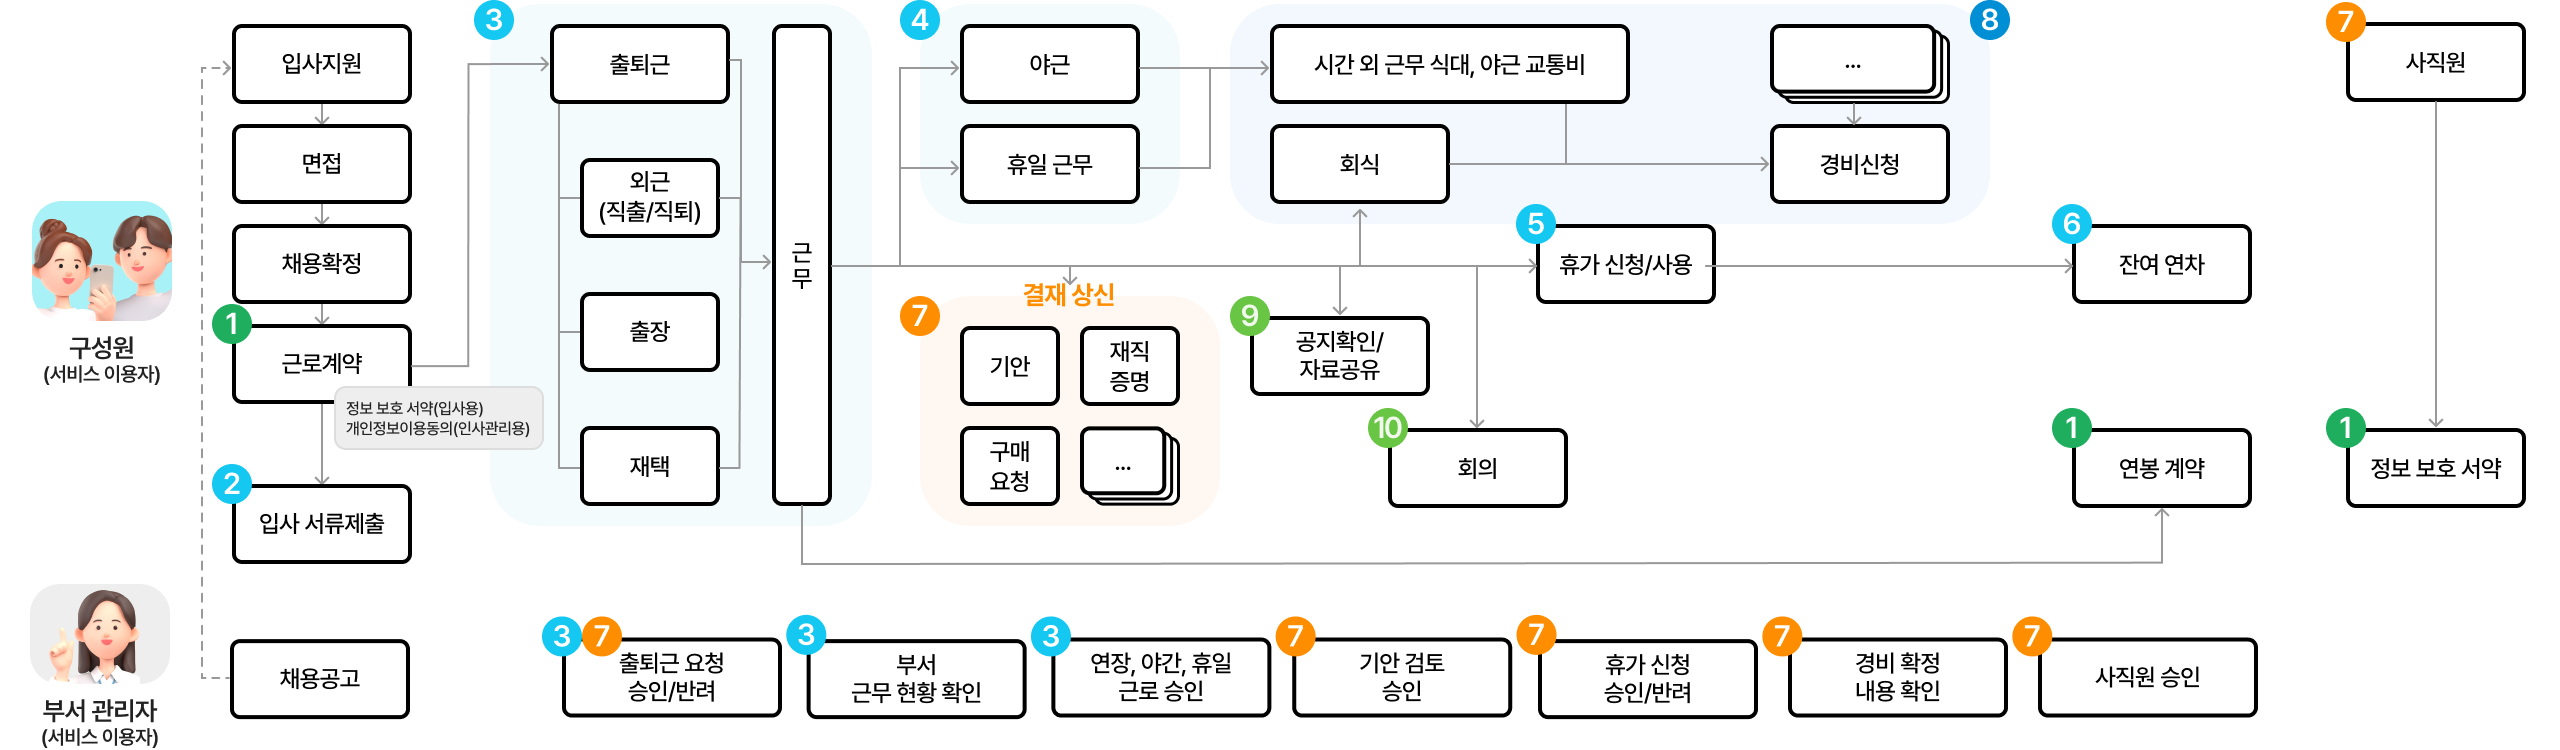 구성원
(서비스 이용자)
입사지원
면접
채용확정
1
근로계약
정보 보호 서약(입사용)
개인정보이용동의(인사관리용)
2
입사 서류제출
3
출퇴근
외근
(직출/직퇴)
출장
재택
근
무
4
야근
휴일 근무
8
시간 외 근무 식대, 야근 교통비
...
회식
경비신청
7
결재 상신
기안
재직
증명
구매
요청
...
9
공지확인/
자료공유
10
회의
5
휴가 신청/사용
6
잔여 연차
1
연봉 계약
7
사직원
1
정보 보호 서약
부서 관리자
(서비스 이용자)
채용공고
3 7
출퇴근 요청
승인/반려
3
부서
근무 현황 확인
3
연장, 야간, 휴일
근로 승인
7
기안 검토
승인
7
휴가 신청
승인/반려
7
경비 확정
내용 확인
7
사직원 승인